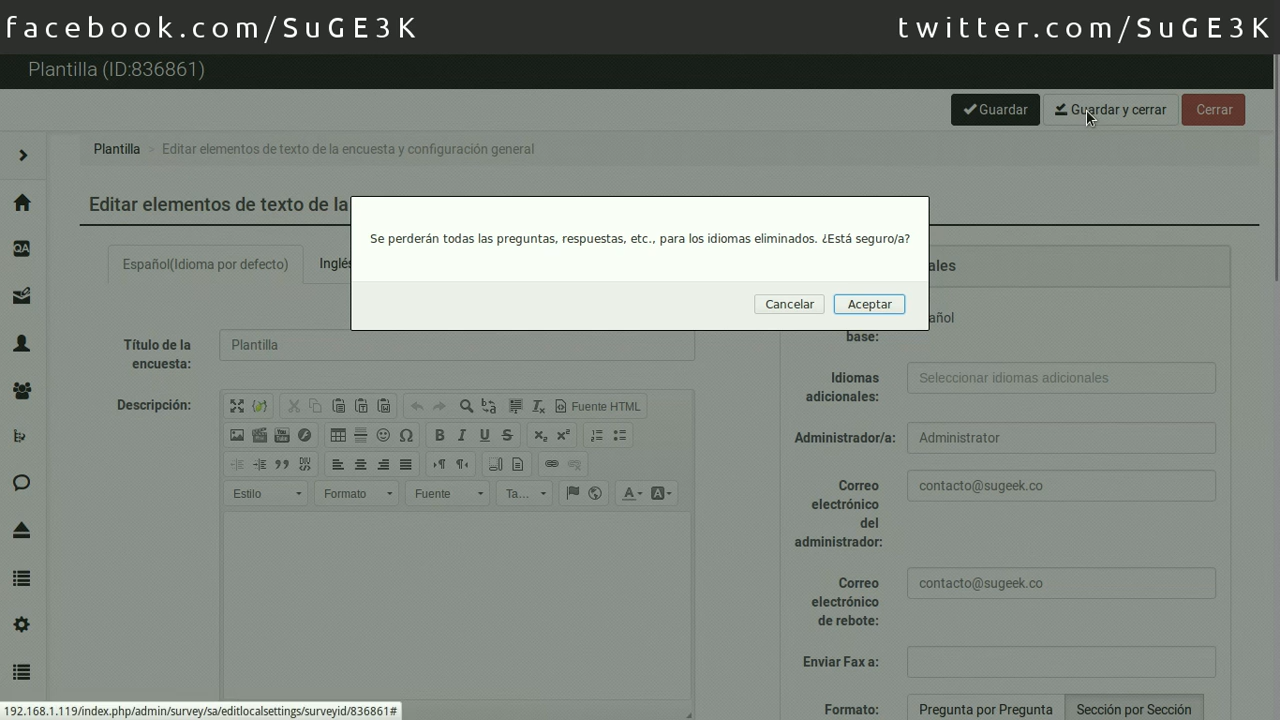 facebook.com/SuGE3K
twitter.com/SuGE3K
Plantilla (ID:836861)
Guardar
Guardar y cerrar
Cerrar
Plantilla > Editar elementos de texto de la encuesta y configuración general
Editar elementos de texto de la
Se perderán todas las preguntas, respuestas, etc., para los idiomas eliminados. ¿Está seguro/a?
Cancelar
Aceptar
Español(Idioma por defecto)
Inglés
Título de la
encuesta:
Plantilla
Descripción:
Fuente HTML
Estilo
Formato
Fuente
Ta...
base:
Idiomas
adicionales:
Seleccionar idiomas adicionales
Administrador/a:
Administrator
Correo
electrónico
del
administrador:
contacto@sugeek.co
Correo
electrónico
de rebote:
contacto@sugeek.co
Enviar Fax a:
Formato:
Pregunta por Pregunta
Sección por Sección
192.168.1.119/index.php/admin/survey/sa/editlocalsettings/surveyid/836861#